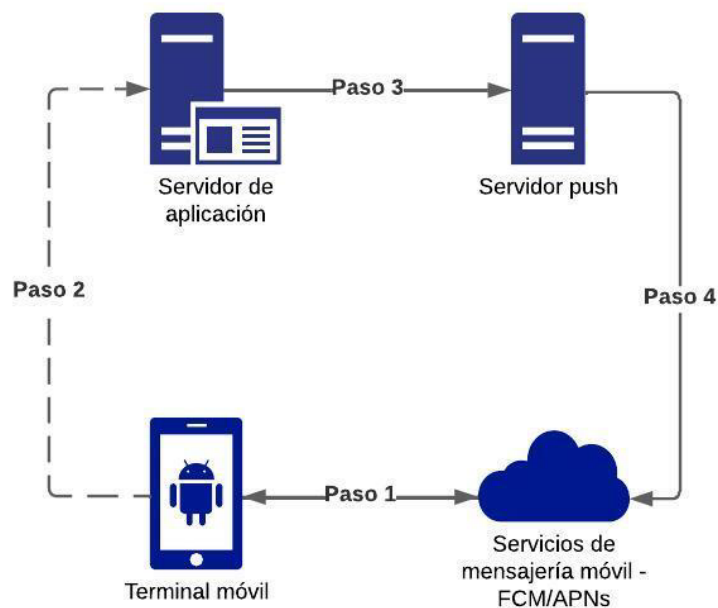 Paso 3
Servidor de
aplicación
Servidor push
Paso 2
Paso 4
Paso 1
Terminal móvil
Servicios de
mensajería móvil -
FCM/APNs